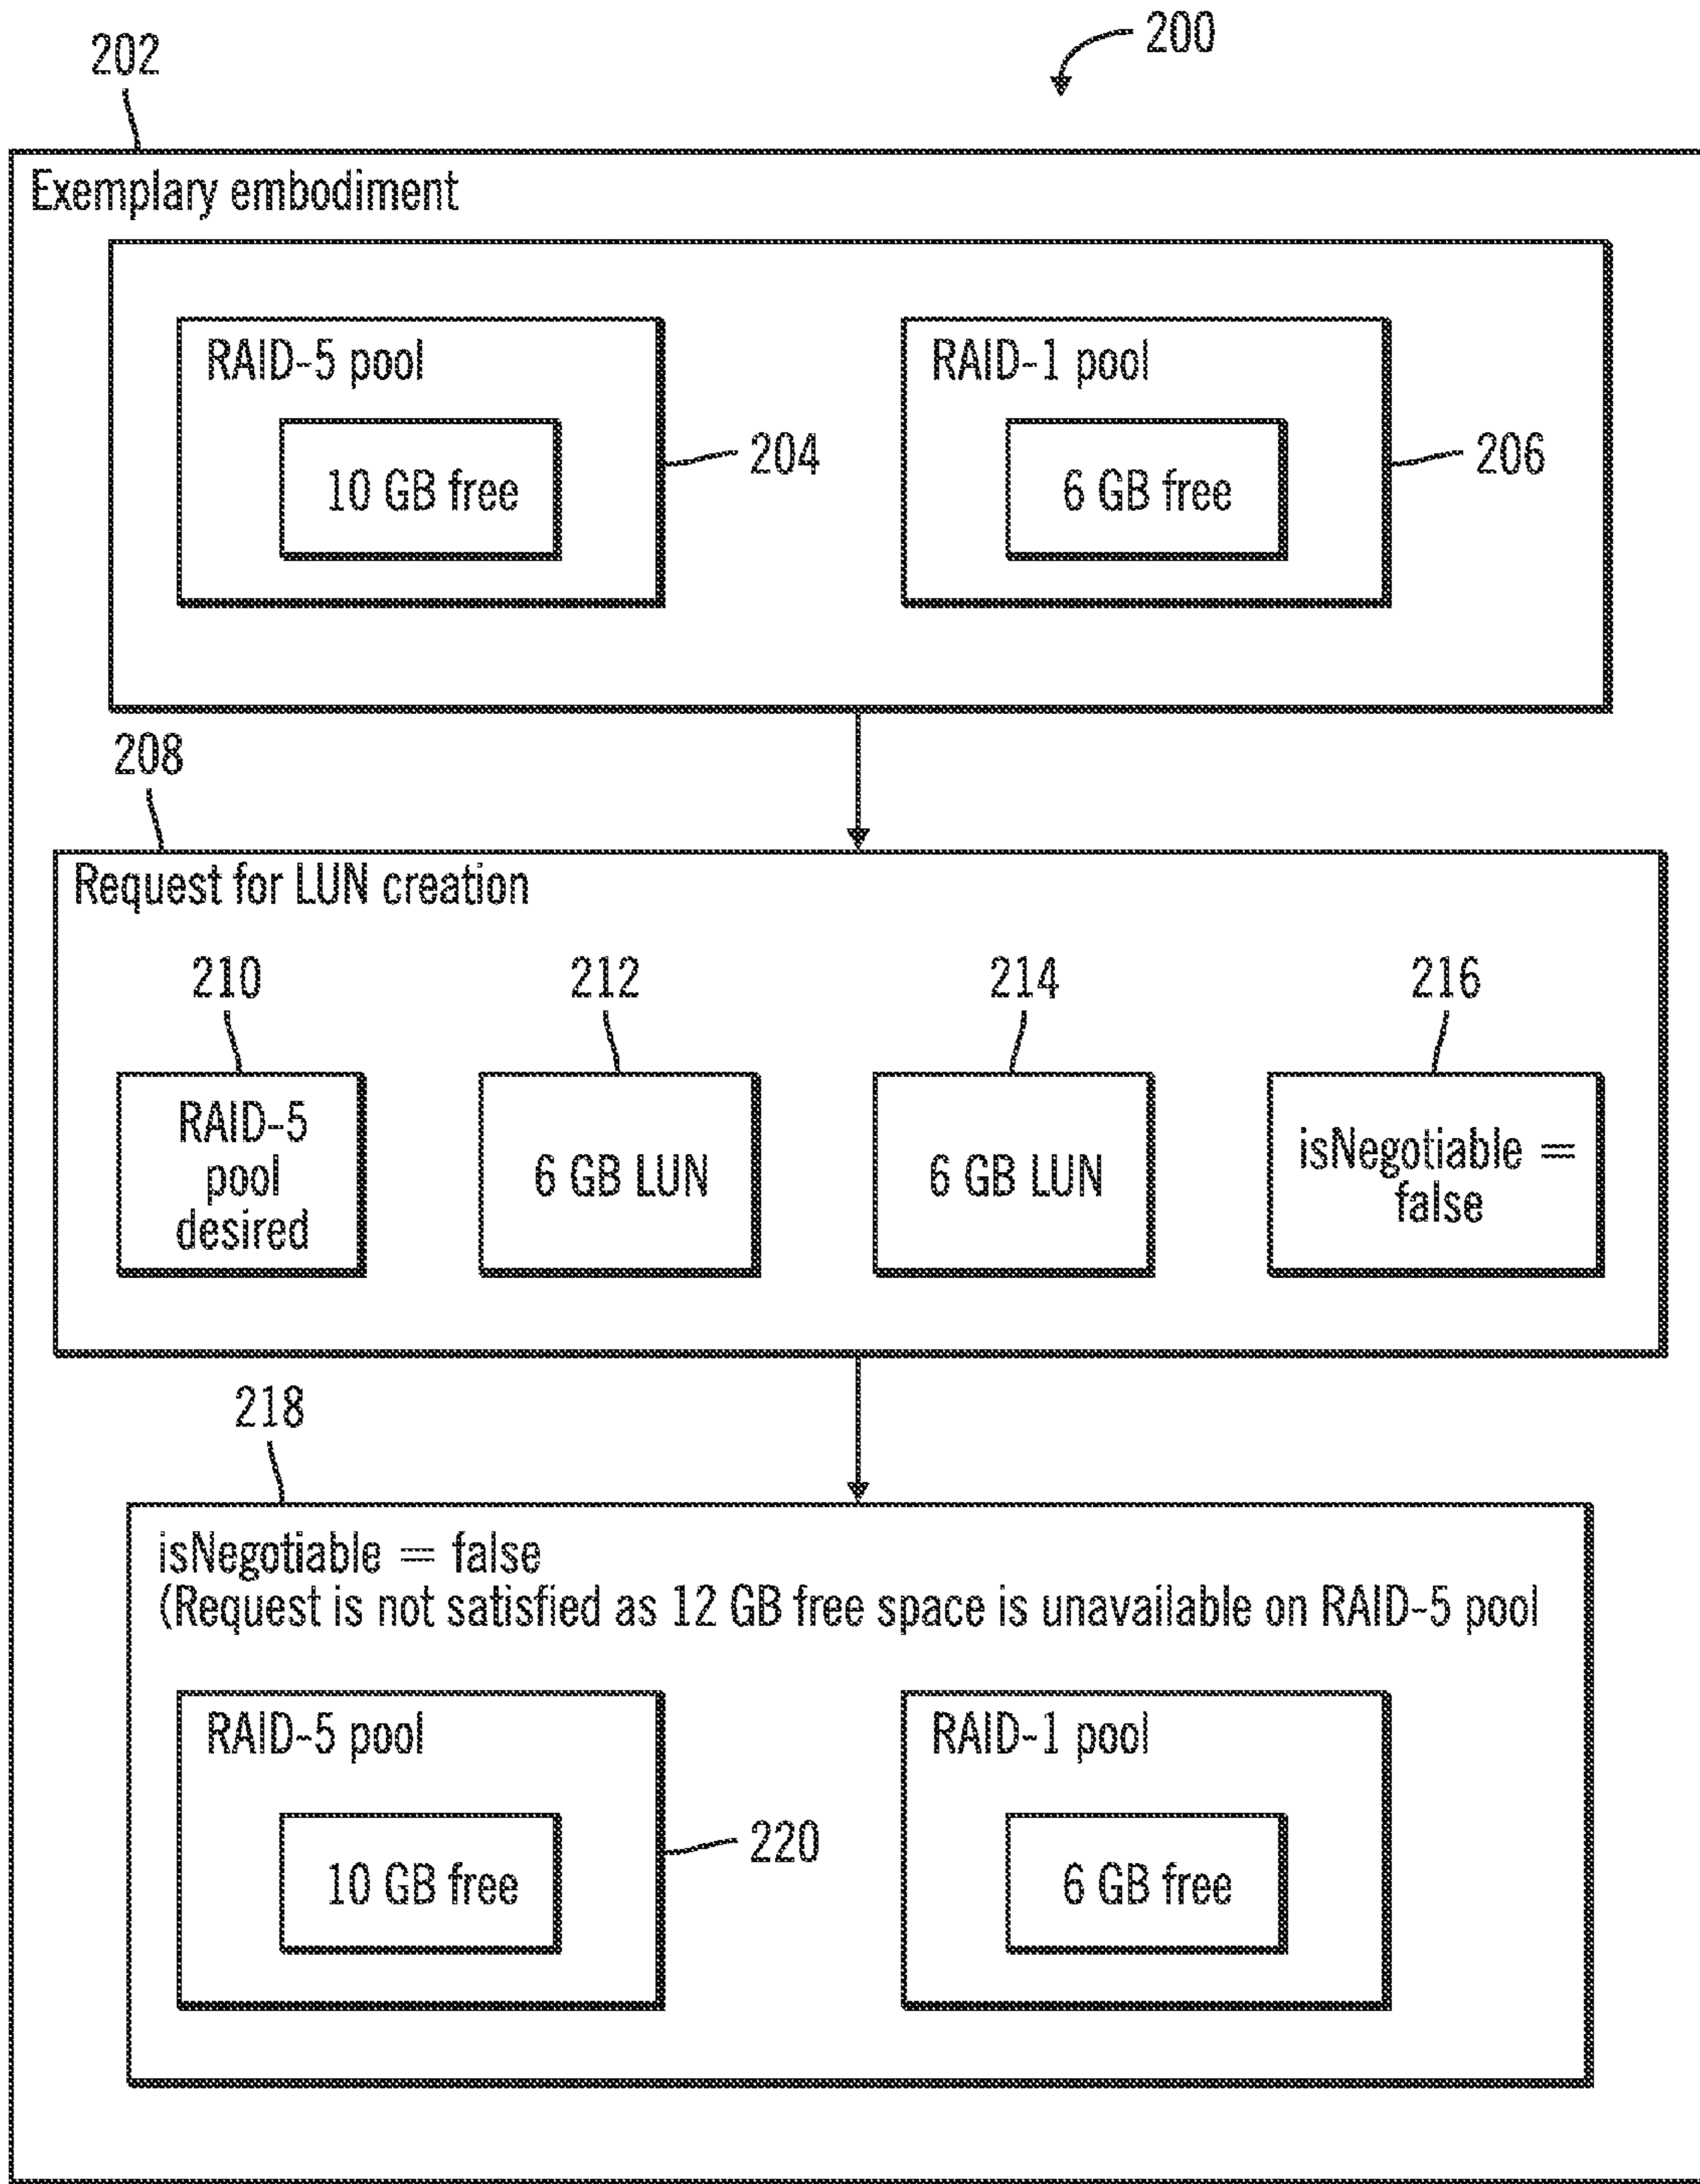 200
202
Exemplary embodiment
RAID-5 pool
RAID-1 pool
10 GB free
204
6 GB free
206
208
Request for LUN creation
210
212
214
216
RAID-5
pool
desired
6 GB LUN
6 GB LUN
isNegotiable ==
false
218
isNegotiable == false
(Request is not satisfied as 12 GB free space is unavailable on RAID-5 pool
RAID-5 pool
RAID-1 pool
10 GB free
220
6 GB free